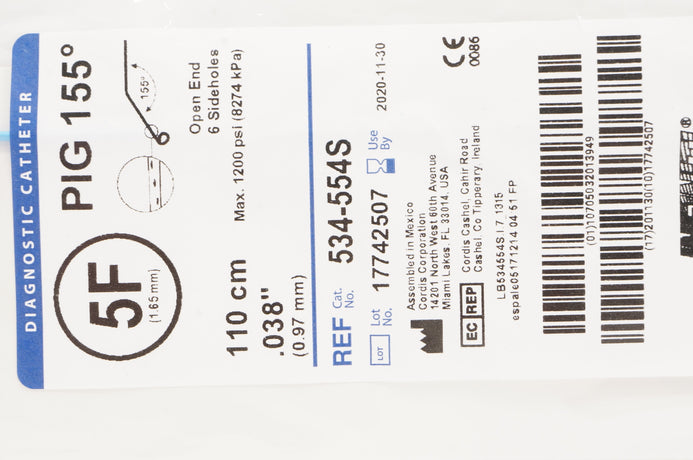 DIAGNOSTIC CATHETER
5F
(1.65 mm)
PIG 155°
155°
110 cm
.038"
(0.97 mm)
Open End
6 Sideholes
Max. 1200 psi (8274 kPa)
REF Cat. No. 534-554S
LOT Lot No. 17742507
Use By 2020-11-30
Assembled in Mexico
Cordis Corporation
14201 North West 60th Avenue
Miami Lakes, FL 33014, USA
EC REP
Cordis Cashel, Cahir Road
Cashel, Co Tipperary, Ireland
CE
0086
LB534554S I 7 1315
espale05171214 04 51 FP
(01)10705032013949
(17)201130(10)17742507
®